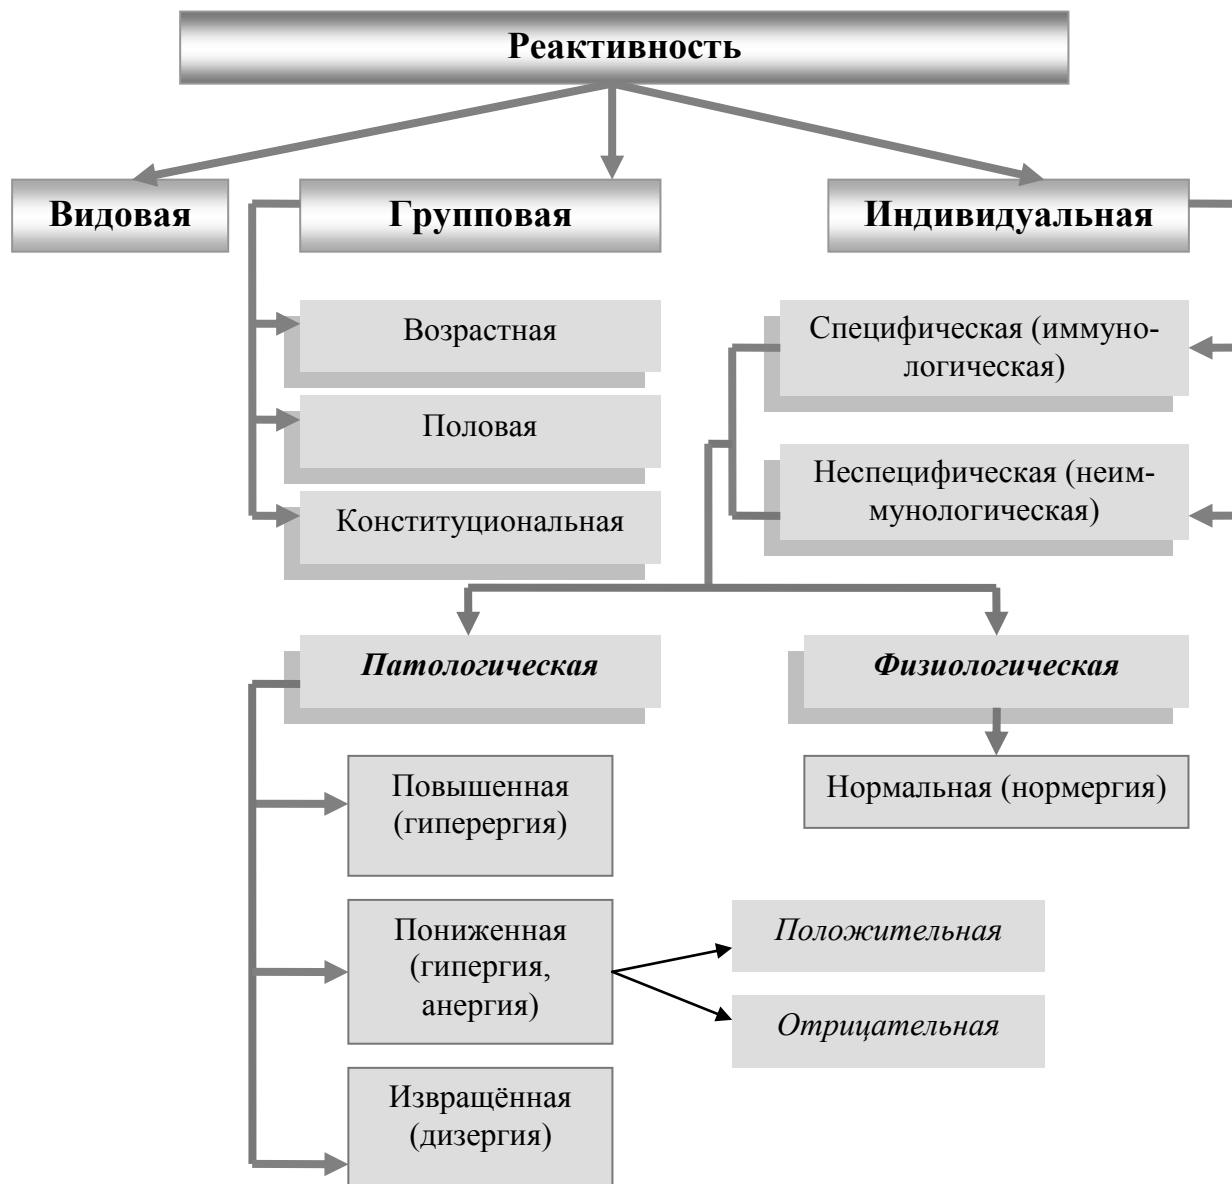 Реактивность
Видовая
Групповая
Индивидуальная
Возрастная
Половая
Конституциональная
Специфическая (иммуно-
логическая)
Неспецифическая (неим-
мунологическая)
Патологическая
Физиологическая
Повышенная
(гиперергия)
Нормальная (нормергия)
Пониженная
(гипергия,
анергия)
Положительная
Отрицательная
Извращённая
(дизергия)